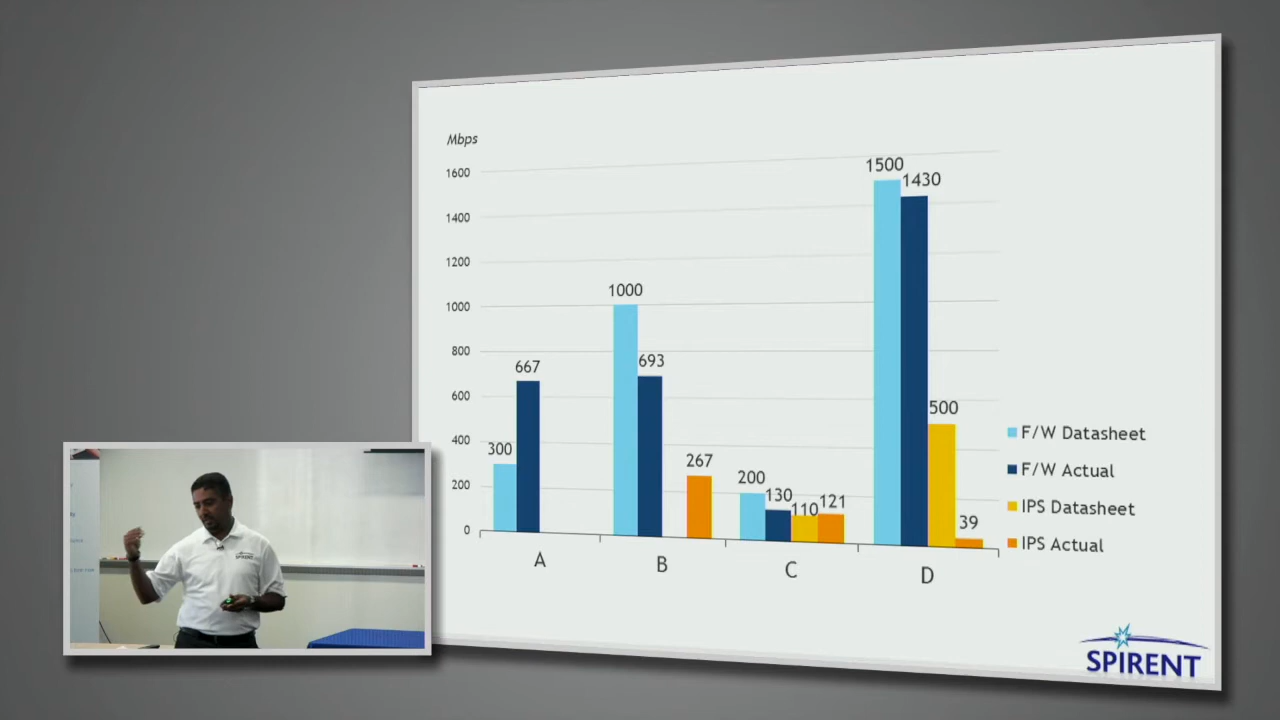 Mbps
1600
1400
1200
1000
800
600
400
200
0
300
667
1000
693
267
200
130
110
121
1500
1430
500
39
A
B
C
D
F/W Datasheet
F/W Actual
IPS Datasheet
IPS Actual
SPIRENT
SPIRENT